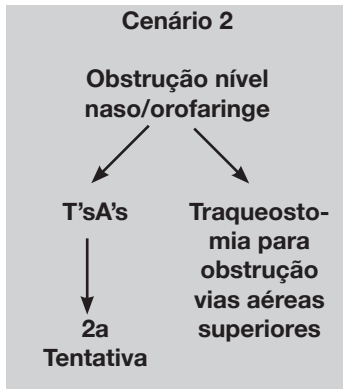 Cenário 2
Obstrução nível
naso/orofaringe
T'sA's
2a
Tentativa
Traqueosto-
mia para
obstrução
vias aéreas
superiores